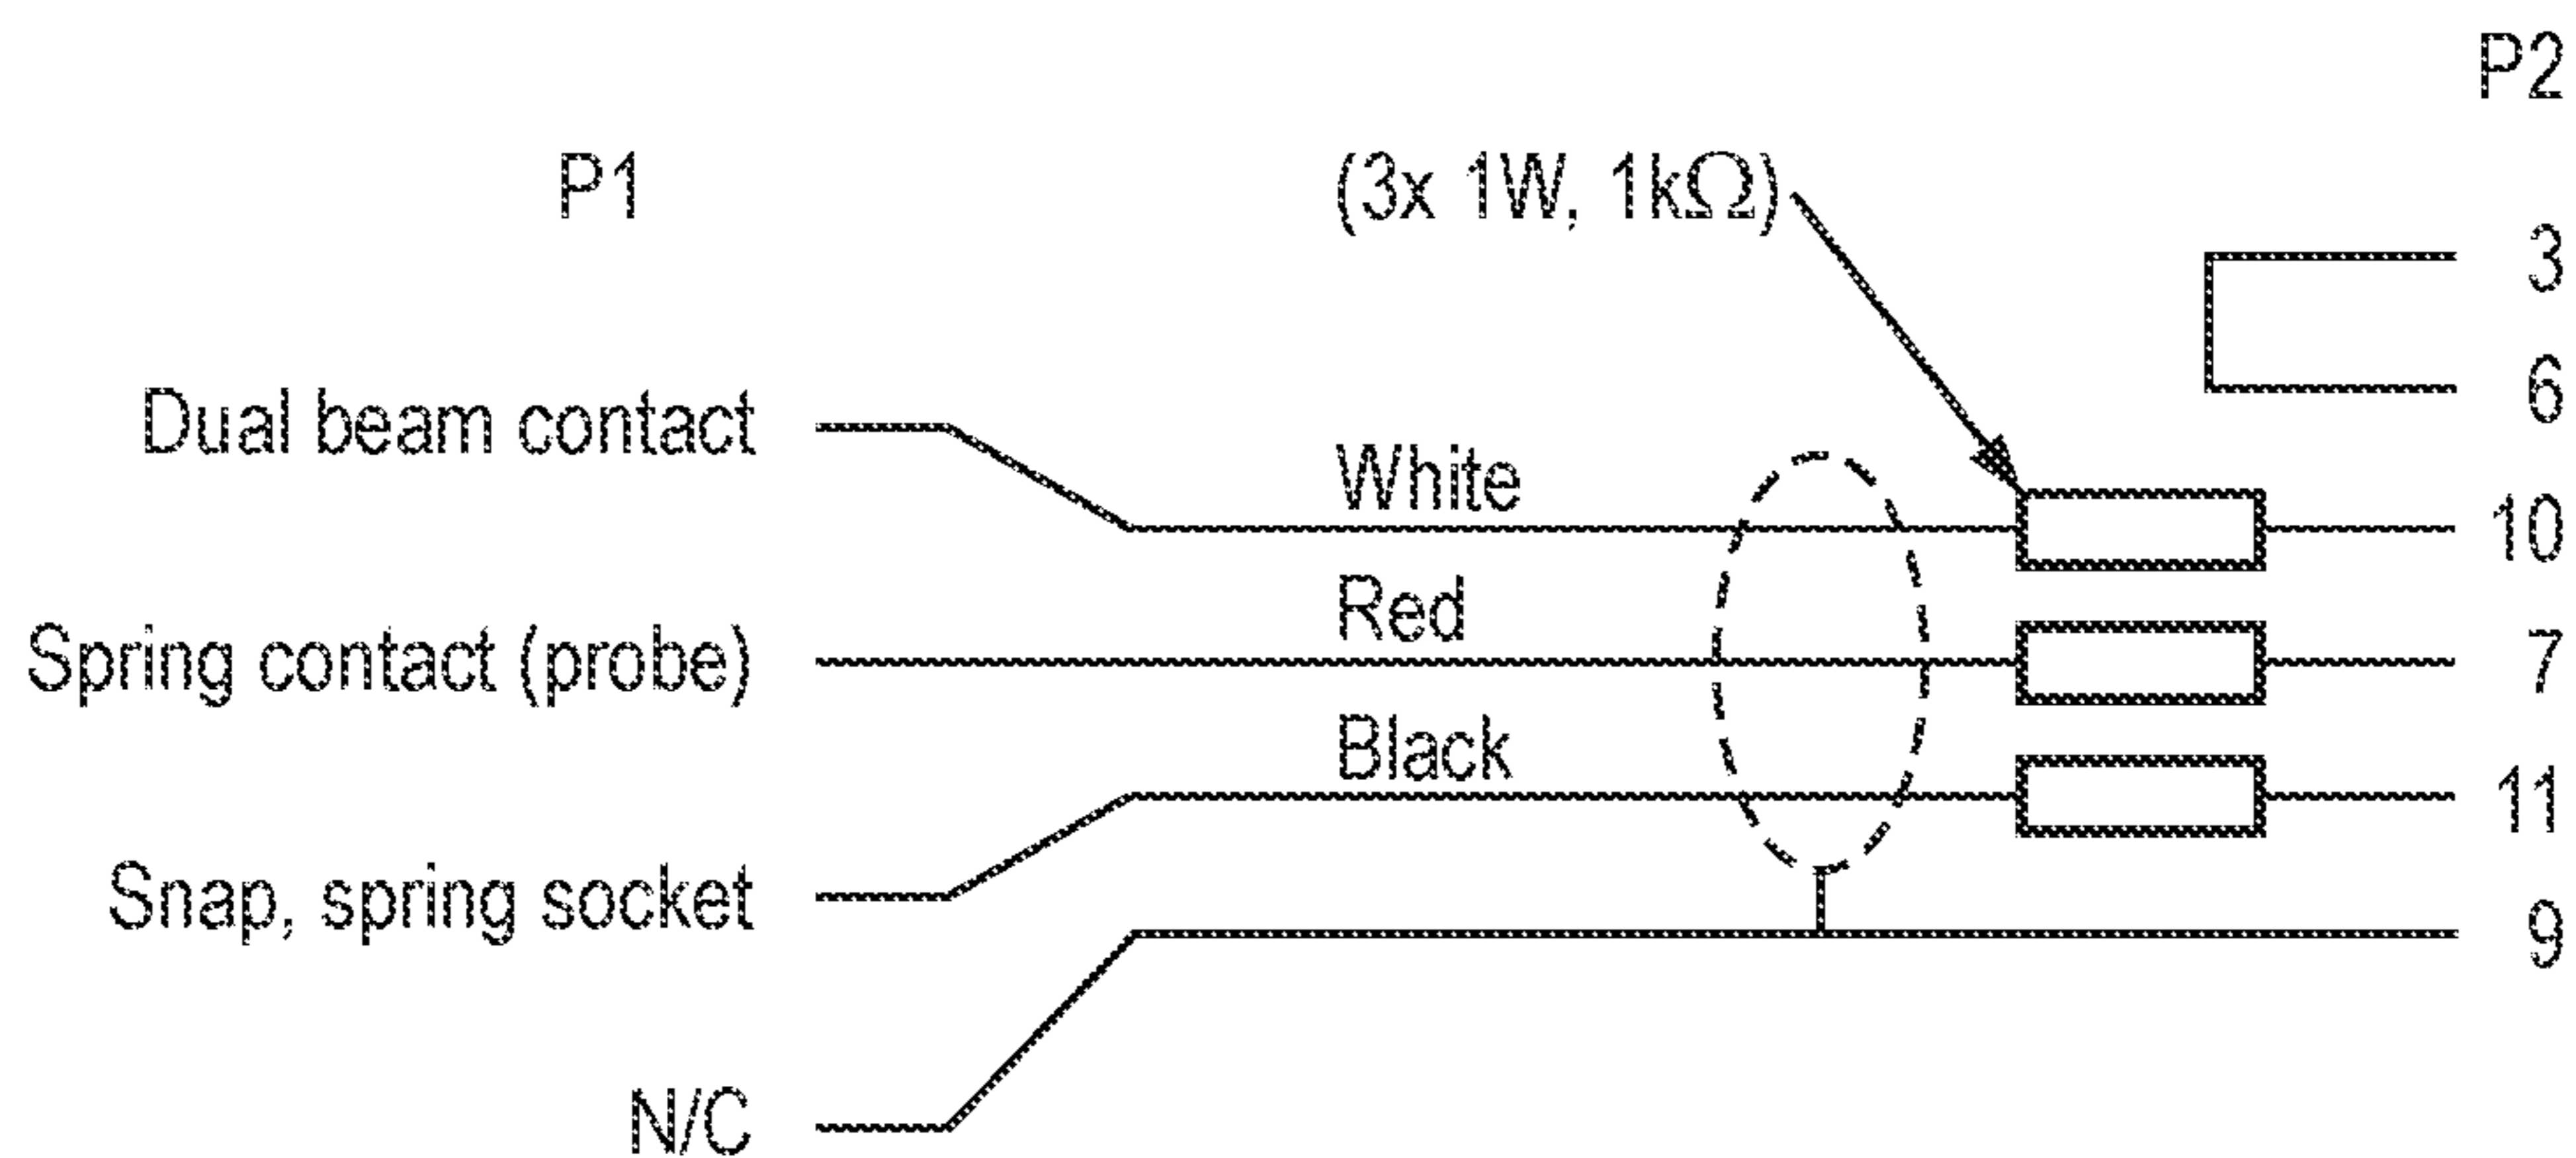 P2
P1
(3x 1W, 1kΩ)
3
6
Dual beam contact
White
10
Red
Spring contact (probe)
7
Black
11
Snap, spring socket
9
N/C